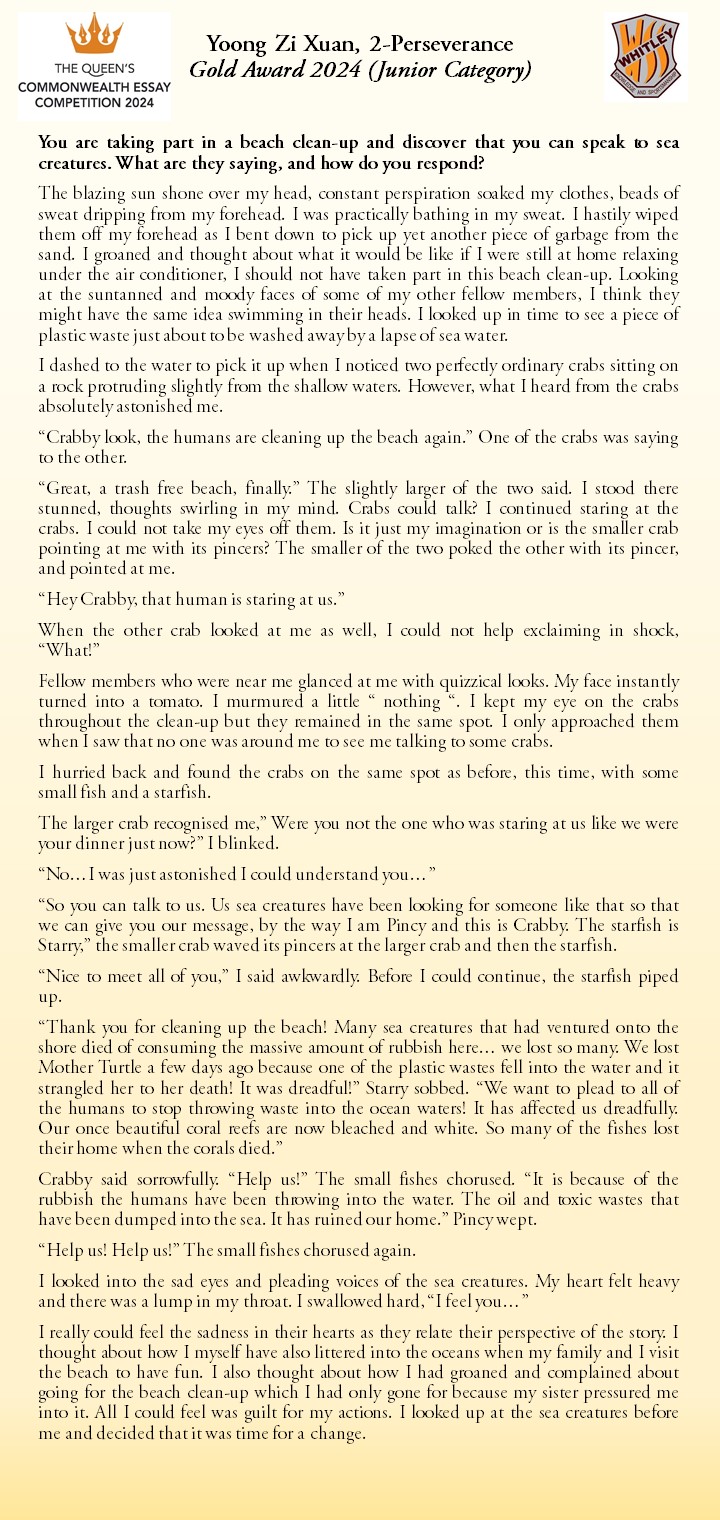 THE QUEEN'S
COMMONWEALTH ESSAY
COMPETITION 2024
Yoong Zi Xuan, 2-Perseverance
Gold Award 2024 (Junior Category)
WHITLEY
WSS
You are taking part in a beach clean-up and discover that you can speak to sea
creatures. What are they saying, and how do you respond?
The blazing sun shone over my head, constant perspiration soaked my clothes, beads of
sweat dripping from my forehead. I was practically bathing in my sweat. I hastily wiped
them off my forehead as I bent down to pick up yet another piece of garbage from the
sand. I groaned and thought about what it would be like if I were still at home relaxing
under the air conditioner, I should not have taken part in this beach clean-up. Looking
at the suntanned and moody faces of some of my other fellow members, I think they
might have the same idea swimming in their heads. I looked up in time to see a piece of
plastic waste just about to be washed away by a lapse of sea water.
I dashed to the water to pick it up when I noticed two perfectly ordinary crabs sitting on
a rock protruding slightly from the shallow waters. However, what I heard from the crabs
absolutely astonished me.
“Crabby look, the humans are cleaning up the beach again.” One of the crabs was saying
to the other.
“Great, a trash free beach, finally.” The slightly larger of the two said. I stood there
stunned, thoughts swirling in my mind. Crabs could talk? I continued staring at the
crabs. I could not take my eyes off them. Is it just my imagination or is the smaller crab
pointing at me with its pincers? The smaller of the two poked the other with its pincer,
and pointed at me.
“Hey Crabby, that human is staring at us.”
When the other crab looked at me as well, I could not help exclaiming in shock,
“What!”
Fellow members who were near me glanced at me with quizzical looks. My face instantly
turned into a tomato. I murmured a little “ nothing “. I kept my eye on the crabs
throughout the clean-up but they remained in the same spot. I only approached them
when I saw that no one was around me to see me talking to some crabs.
I hurried back and found the crabs on the same spot as before, this time, with some
small fish and a starfish.
The larger crab recognised me,” Were you not the one who was staring at us like we were
your dinner just now?” I blinked.
“No… I was just astonished I could understand you…”
“So you can talk to us. Us sea creatures have been looking for someone like that so that
we can give you our message, by the way I am Pincy and this is Crabby. The starfish is
Starry,” the smaller crab waved its pincers at the larger crab and then the starfish.
“Nice to meet all of you,” I said awkwardly. Before I could continue, the starfish piped
up.
“Thank you for cleaning up the beach! Many sea creatures that had ventured onto the
shore died of consuming the massive amount of rubbish here… we lost so many. We lost
Mother Turtle a few days ago because one of the plastic wastes fell into the water and it
strangled her to her death! It was dreadful!” Starry sobbed. “We want to plead to all of
the humans to stop throwing waste into the ocean waters! It has affected us dreadfully.
Our once beautiful coral reefs are now bleached and white. So many of the fishes lost
their home when the corals died.”
Crabby said sorrowfully. “Help us!” The small fishes chorused. “It is because of the
rubbish the humans have been throwing into the water. The oil and toxic wastes that
have been dumped into the sea. It has ruined our home.” Pincy wept.
“Help us! Help us!” The small fishes chorused again.
I looked into the sad eyes and pleading voices of the sea creatures. My heart felt heavy
and there was a lump in my throat. I swallowed hard, “I feel you…”
I really could feel the sadness in their hearts as they relate their perspective of the story. I
thought about how I myself have also littered into the oceans when my family and I visit
the beach to have fun. I also thought about how I had groaned and complained about
going for the beach clean-up which I had only gone for because my sister pressured me
into it. All I could feel was guilt for my actions. I looked up at the sea creatures before
me and decided that it was time for a change.